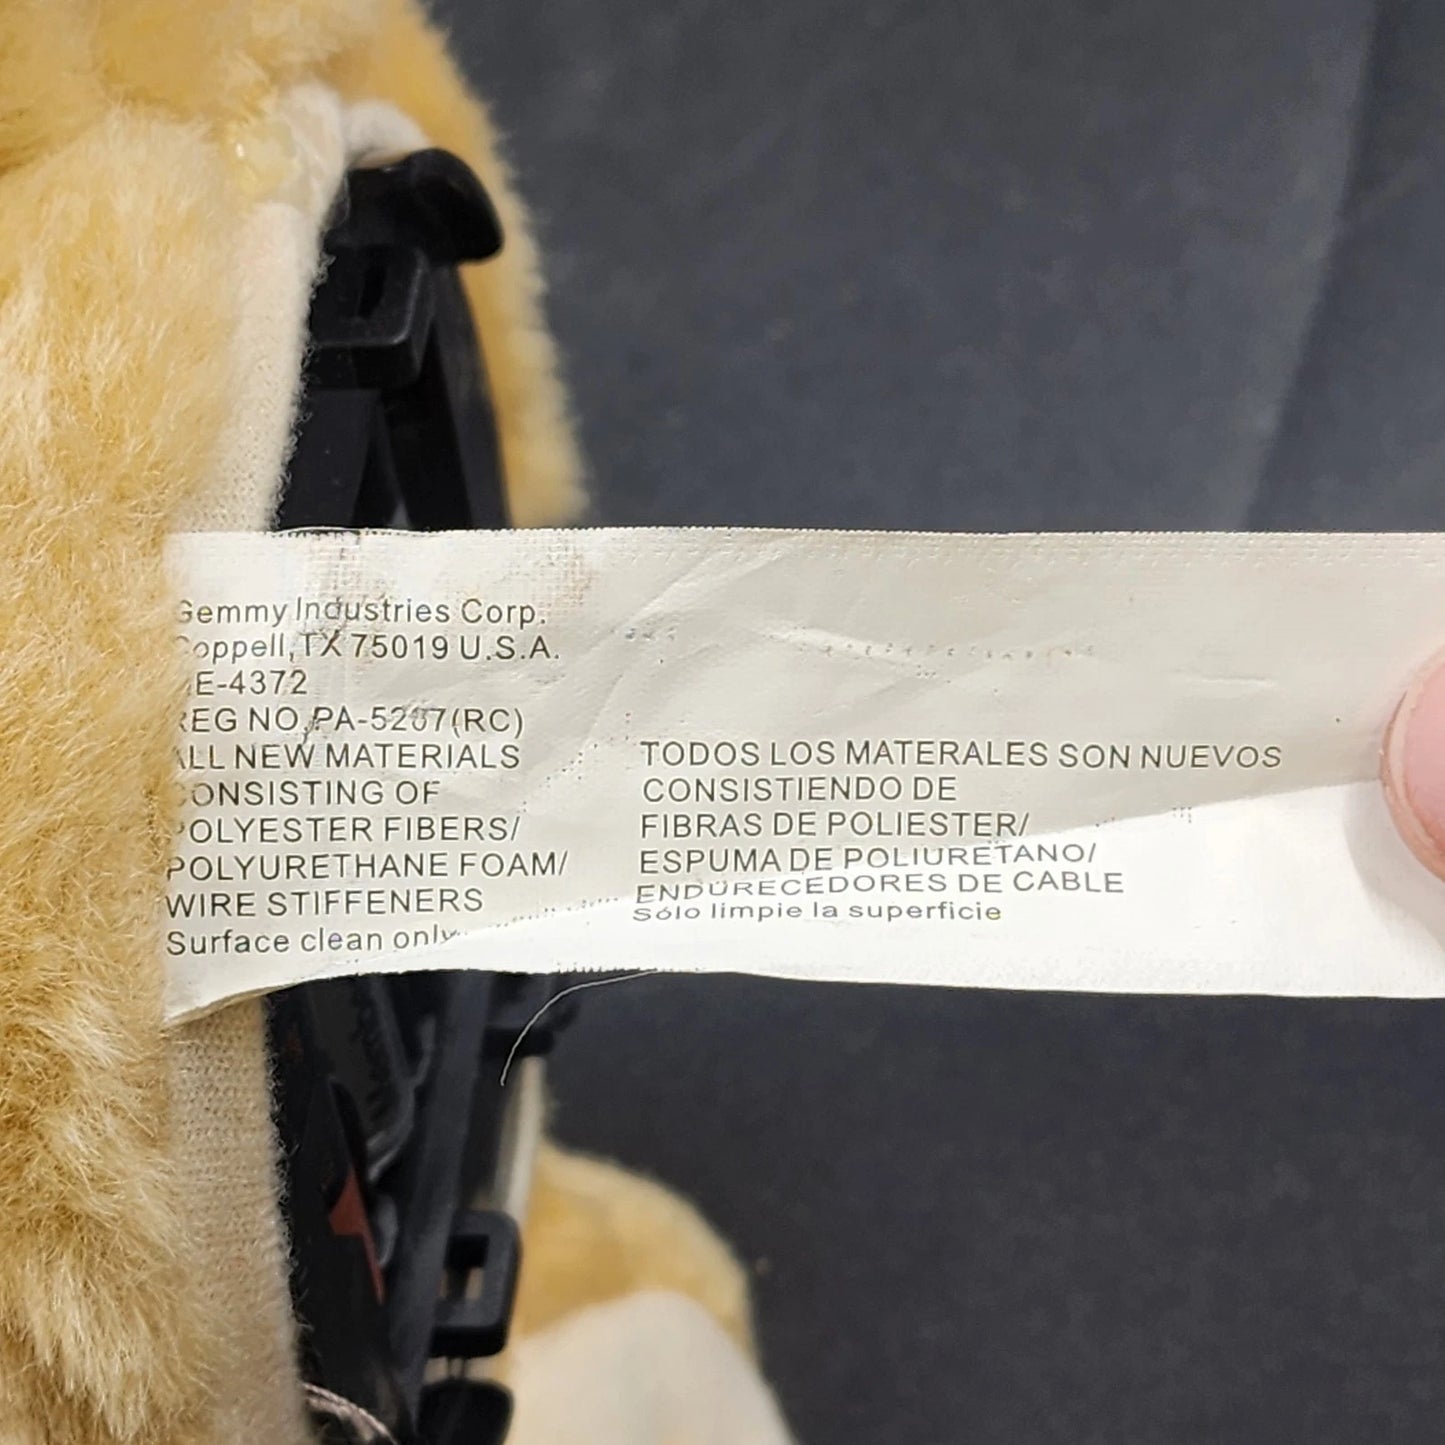 Gemmy Industries Corp.
Coppell, TX 75019 U.S.A.
E-4372
REG NO. PA-5207(RC)
ALL NEW MATERIALS
CONSISTING OF
POLYESTER FIBERS/
POLYURETHANE FOAM/
WIRE STIFFENERS
Surface clean only
TODOS LOS MATERALES SON NUEVOS
CONSISTIENDO DE
FIBRAS DE POLIESTER/
ESPUMA DE POLIURETANO/
ENDURECEDORES DE CABLE
Sólo limpie la superficie